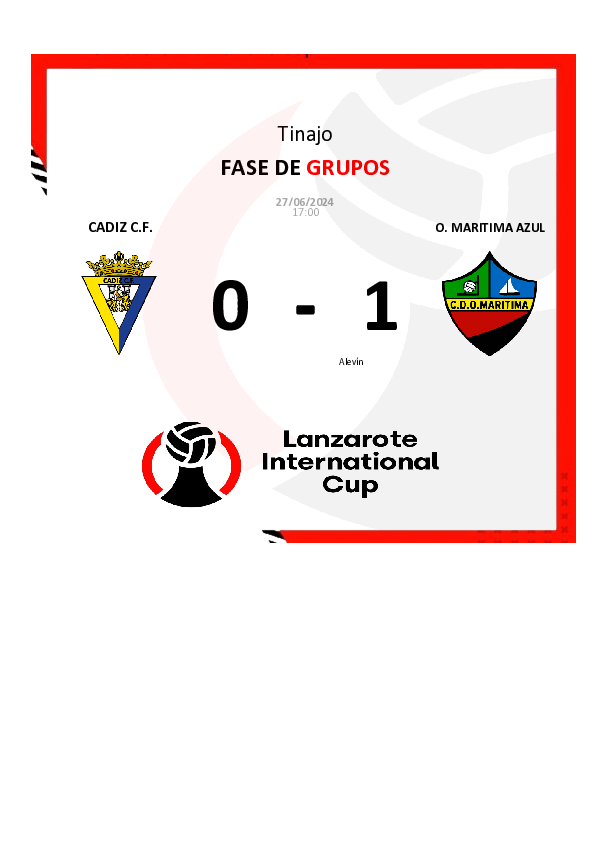 Tinajo
FASE DE GRUPOS
27/06/2024
17:00
CADIZ C.F.
O. MARITIMA AZUL
CADIZ C.F.
C.D.O.MARITIMA
0 - 1
Alevín
Lanzarote
International
Cup